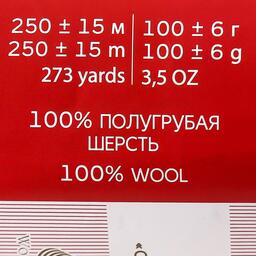 250 ± 15 м 100 ± 6 г
250 ± 15 m 100 ± 6 g
273 yards 3,5 OZ
100% ПОЛУГРУБАЯ
ШЕРСТЬ
100% WOOL